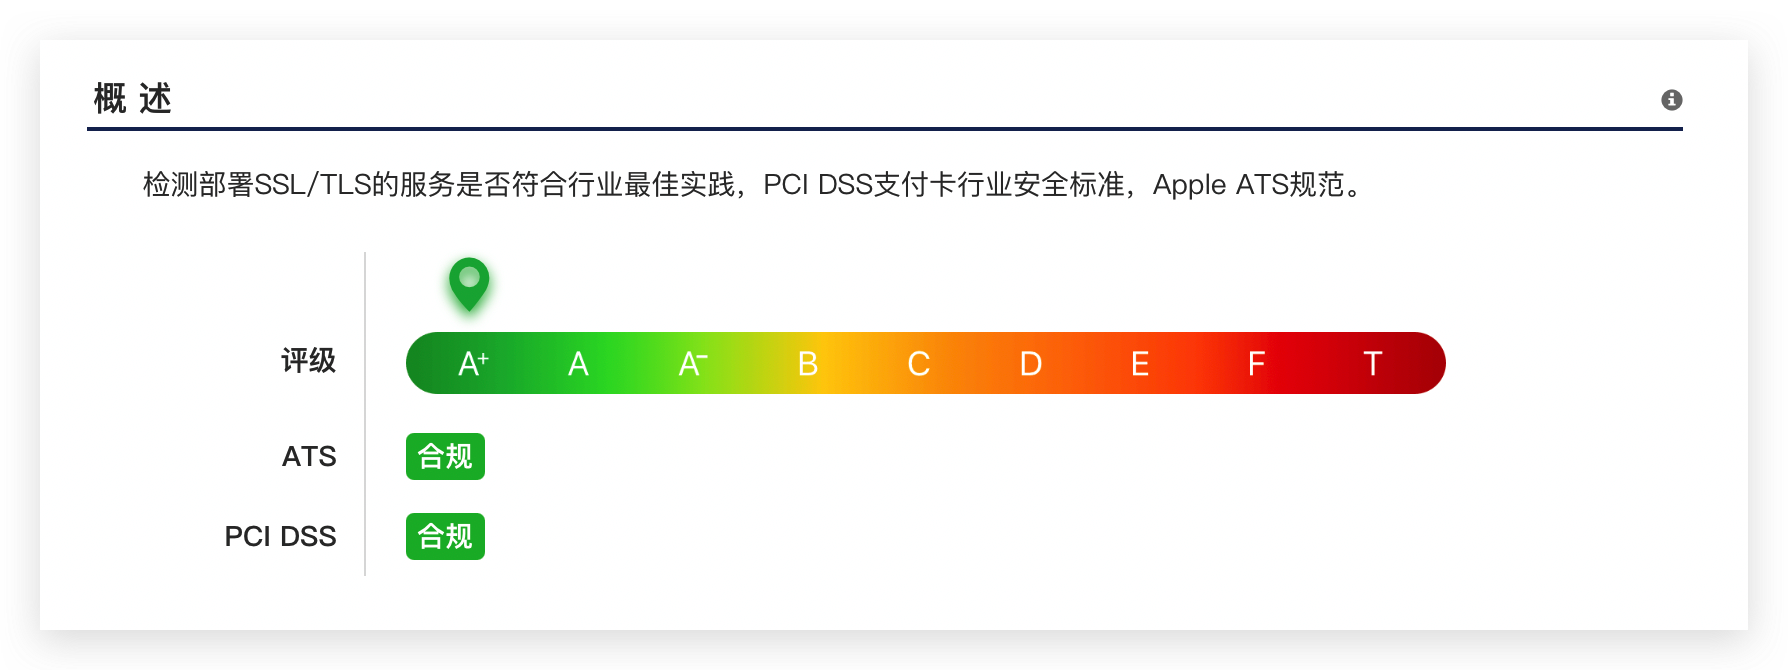 概 述
检测部署SSL/TLS的服务是否符合行业最佳实践，PCI DSS支付卡行业安全标准，Apple ATS规范。
评级
A+ A A- B C D E F T
ATS 合规
PCI DSS 合规